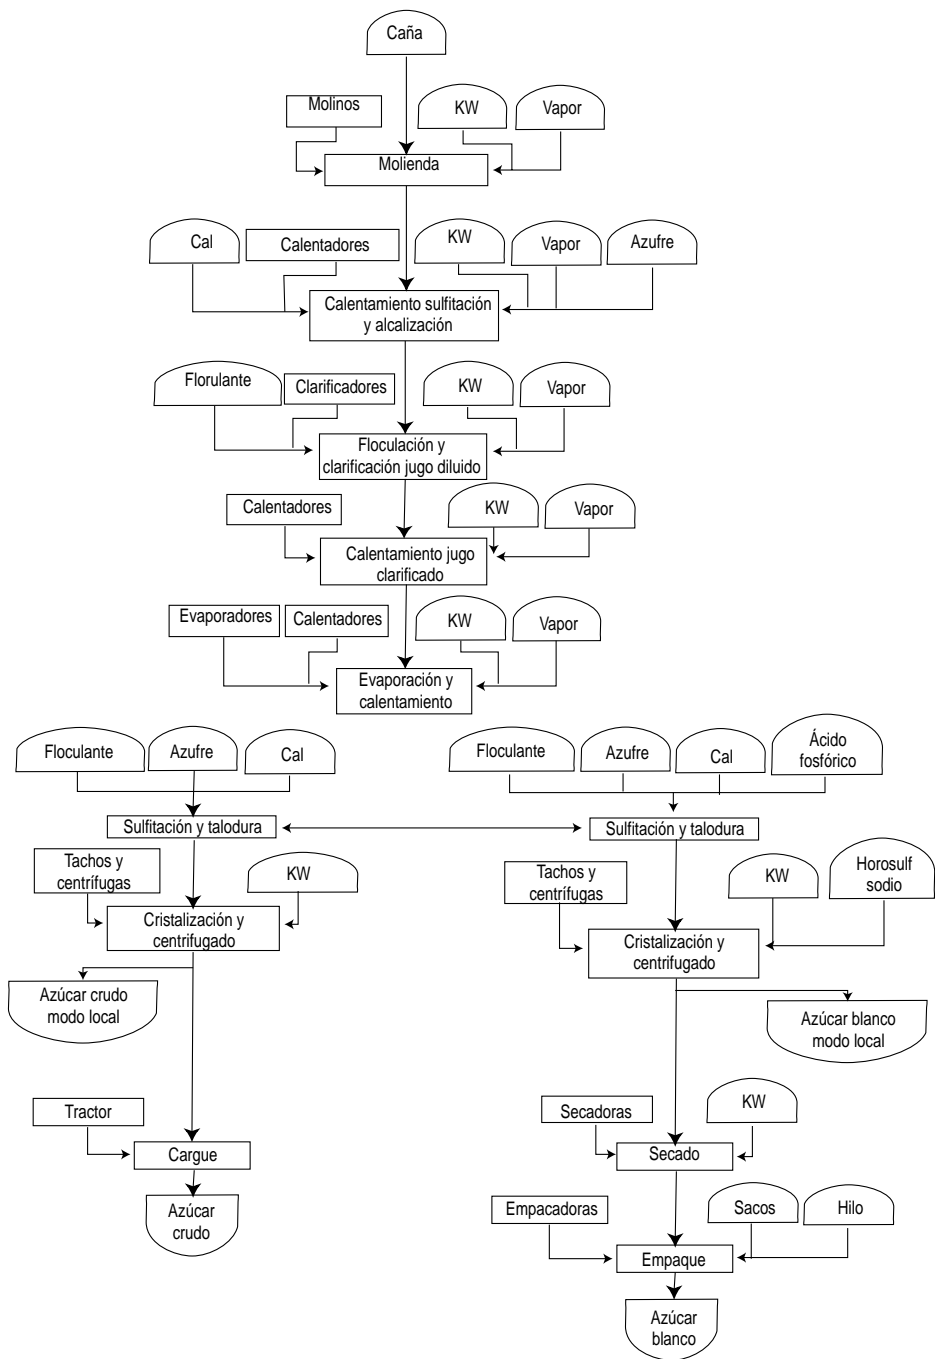 Caña
Molinos
KW
Vapor
Molienda
Cal
Calentadores
KW
Vapor
Azufre
Calentamiento sulfitación
y alcalización
Florulante
Clarificadores
KW
Vapor
Floculación y
clarificación jugo diluido
Calentadores
KW
Vapor
Calentamiento jugo
clarificado
Evaporadores
Calentadores
KW
Vapor
Evaporación y
calentamiento
Floculante
Azufre
Cal
Floculante
Azufre
Cal
Ácido
fosfórico
Sulfitación y talodura
Sulfitación y talodura
Tachos y
centrífugas
KW
Tachos y
centrífugas
KW
Horosulf
sodio
Cristalización y
centrifugado
Cristalización y
centrifugado
Azúcar crudo
modo local
Azúcar blanco
modo local
Tractor
Secadoras
KW
Cargue
Secado
Azúcar
crudo
Empacadoras
Sacos
Hilo
Empaque
Azúcar
blanco